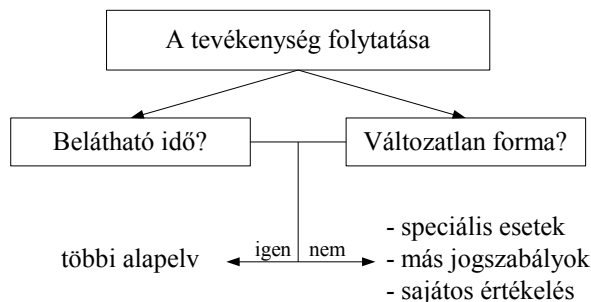 A tevékenység folytatása
Belátható idő?
Változatlan forma?
többi alapelv
igen
nem
- speciális esetek
- más jogszabályok
- sajátos értékelés